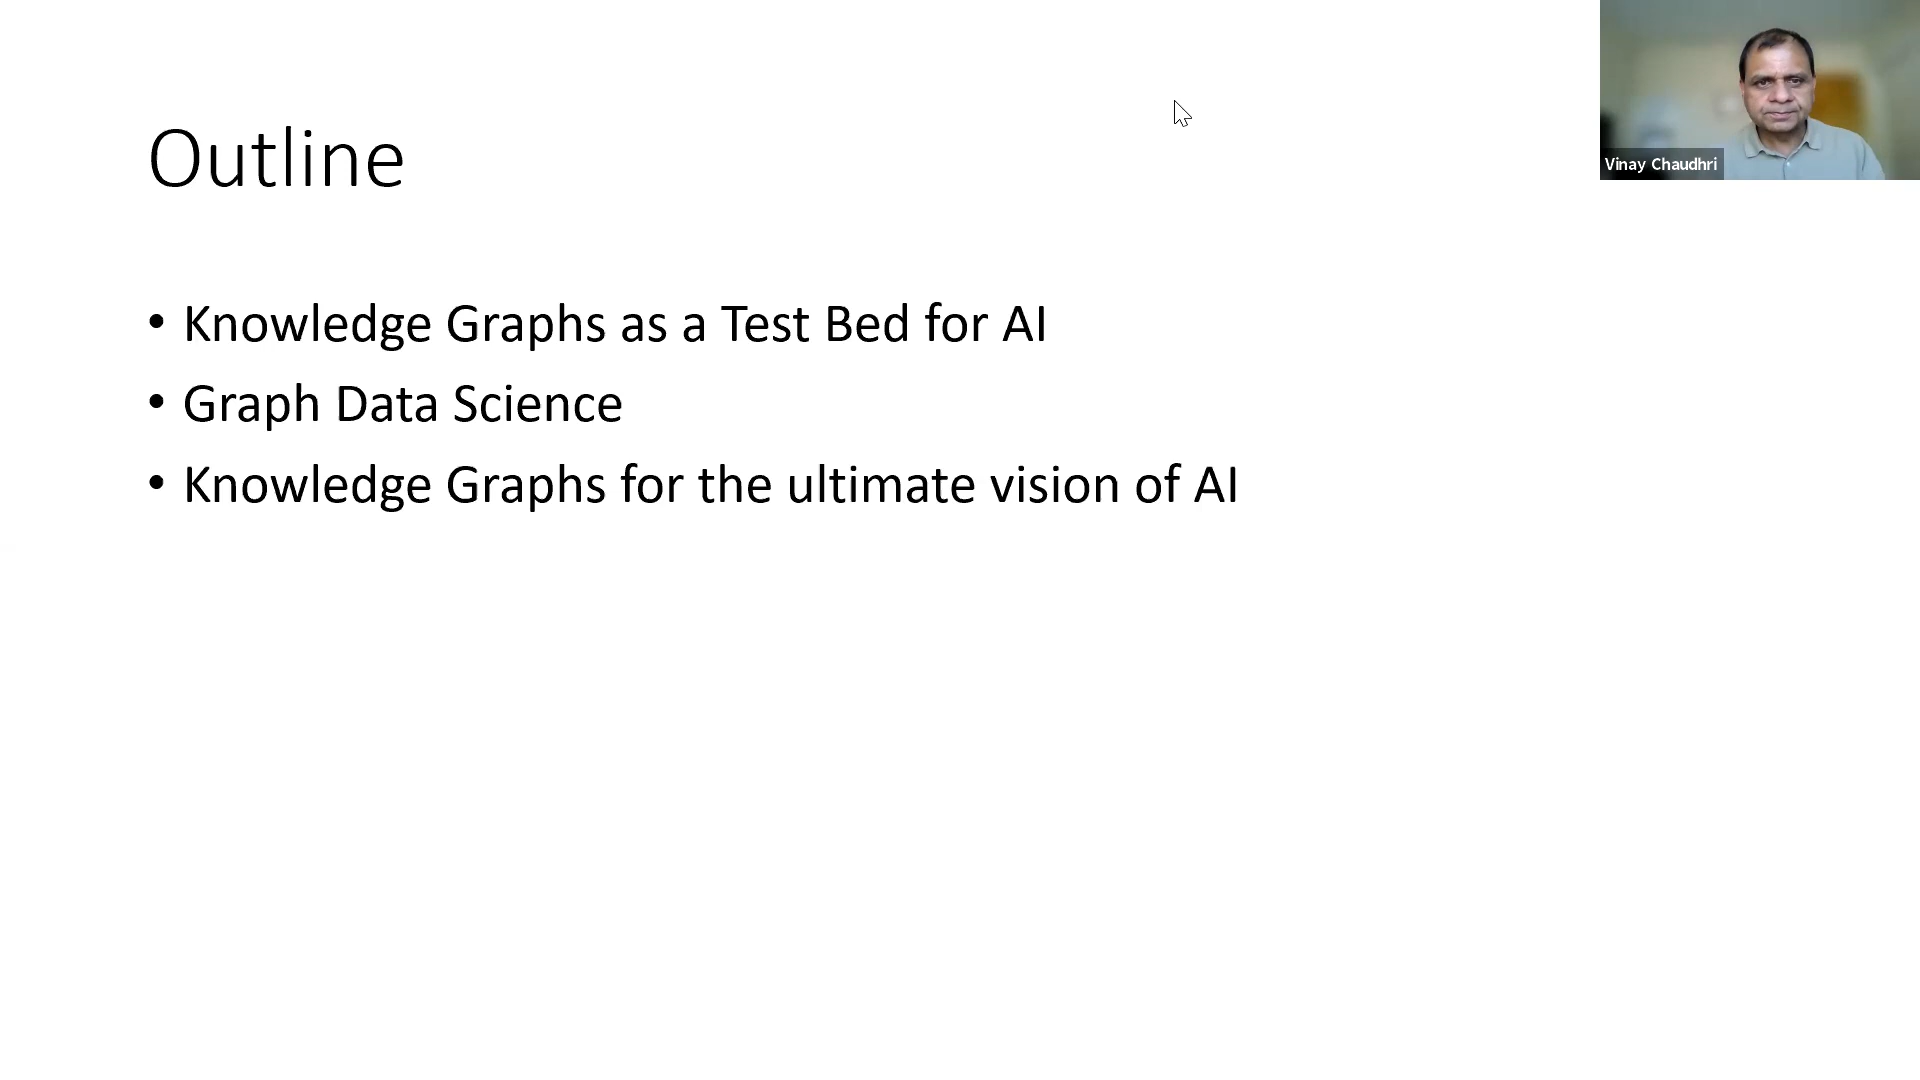 Outline
• Knowledge Graphs as a Test Bed for AI
• Graph Data Science
• Knowledge Graphs for the ultimate vision of AI
Vinay Chaudhri